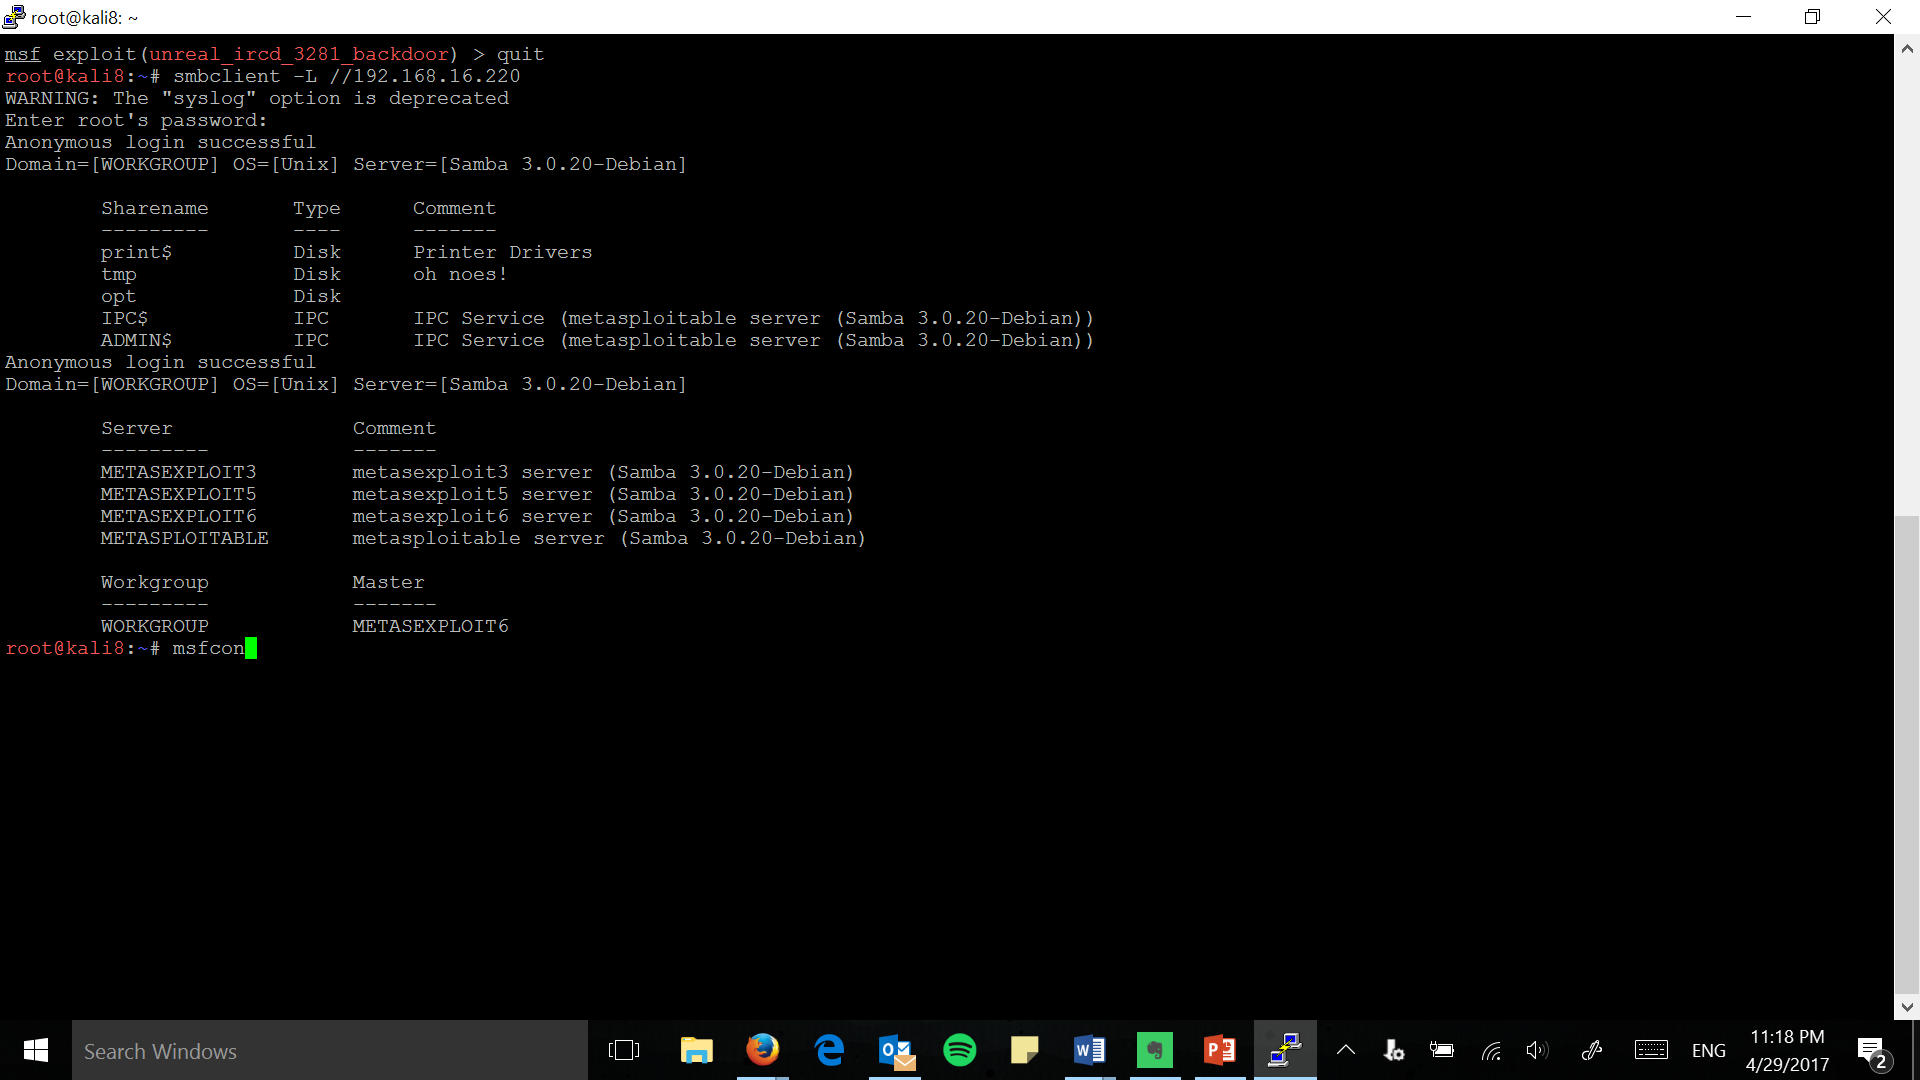 root@kali8: ~
msf exploit(unreal_ircd_3281_backdoor) > quit
root@kali8:~# smbclient -L //192.168.16.220
WARNING: The "syslog" option is deprecated
Enter root's password:
Anonymous login successful
Domain=[WORKGROUP] OS=[Unix] Server=[Samba 3.0.20-Debian]
Sharename Type Comment
--------- ---- -------
print$ Disk Printer Drivers
tmp Disk oh noes!
opt Disk
IPC$ IPC IPC Service (metasploitable server (Samba 3.0.20-Debian))
ADMIN$ IPC IPC Service (metasploitable server (Samba 3.0.20-Debian))
Anonymous login successful
Domain=[WORKGROUP] OS=[Unix] Server=[Samba 3.0.20-Debian]
Server Comment
--------- -------
METASEXPLOIT3 metasexploit3 server (Samba 3.0.20-Debian)
METASEXPLOIT5 metasexploit5 server (Samba 3.0.20-Debian)
METASEXPLOIT6 metasexploit6 server (Samba 3.0.20-Debian)
METASPLOITABLE metasploitable server (Samba 3.0.20-Debian)
Workgroup Master
--------- -------
WORKGROUP METASEXPLOIT6
root@kali8:~# msfcon
Search Windows
ENG
11:18 PM
4/29/2017
2